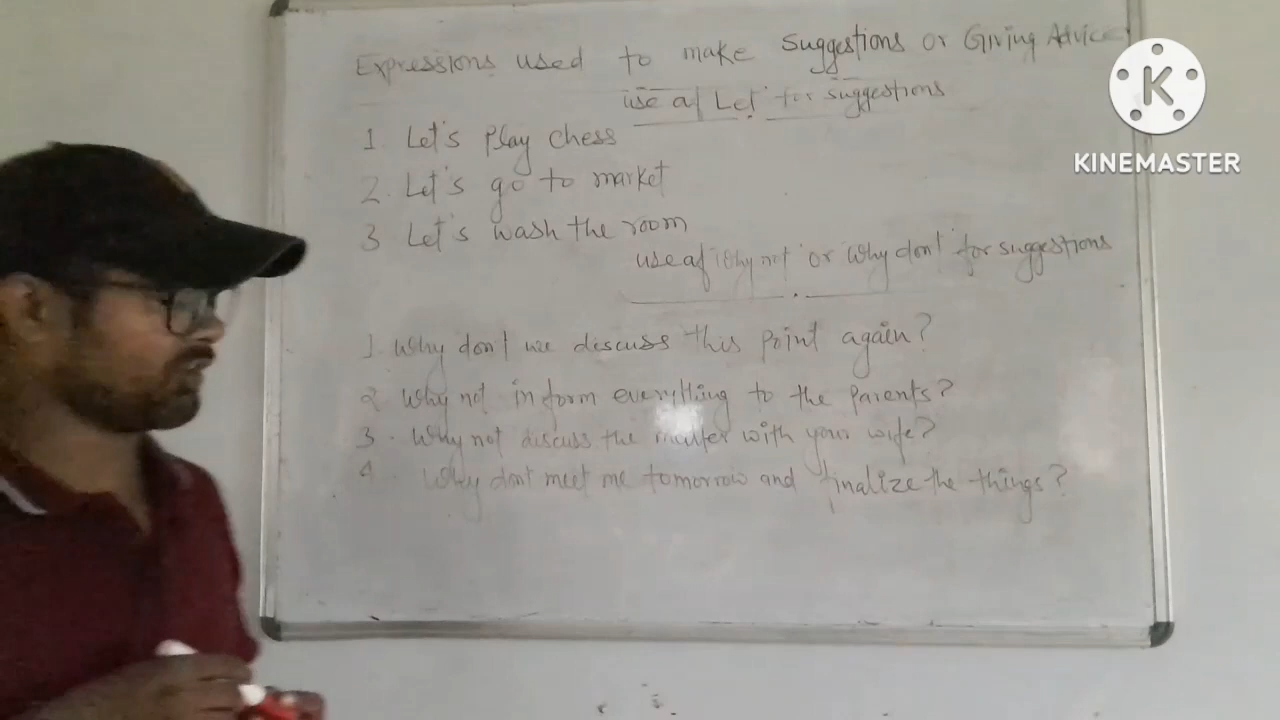 Expressions used to make Suggestions or Giving Advice
use of 'Let' for suggestions
1. Let's play chess
2. Let's go to market
3 Let's wash the room
use of 'Why not' or 'Why don't' for suggestions
1. Why don't we discuss this point again?
2 Why not inform everything to the parents?
3. Why not discuss the matter with your wife?
4. Why don't meet me tomorrow and finalize the things?
K
KINEMASTER